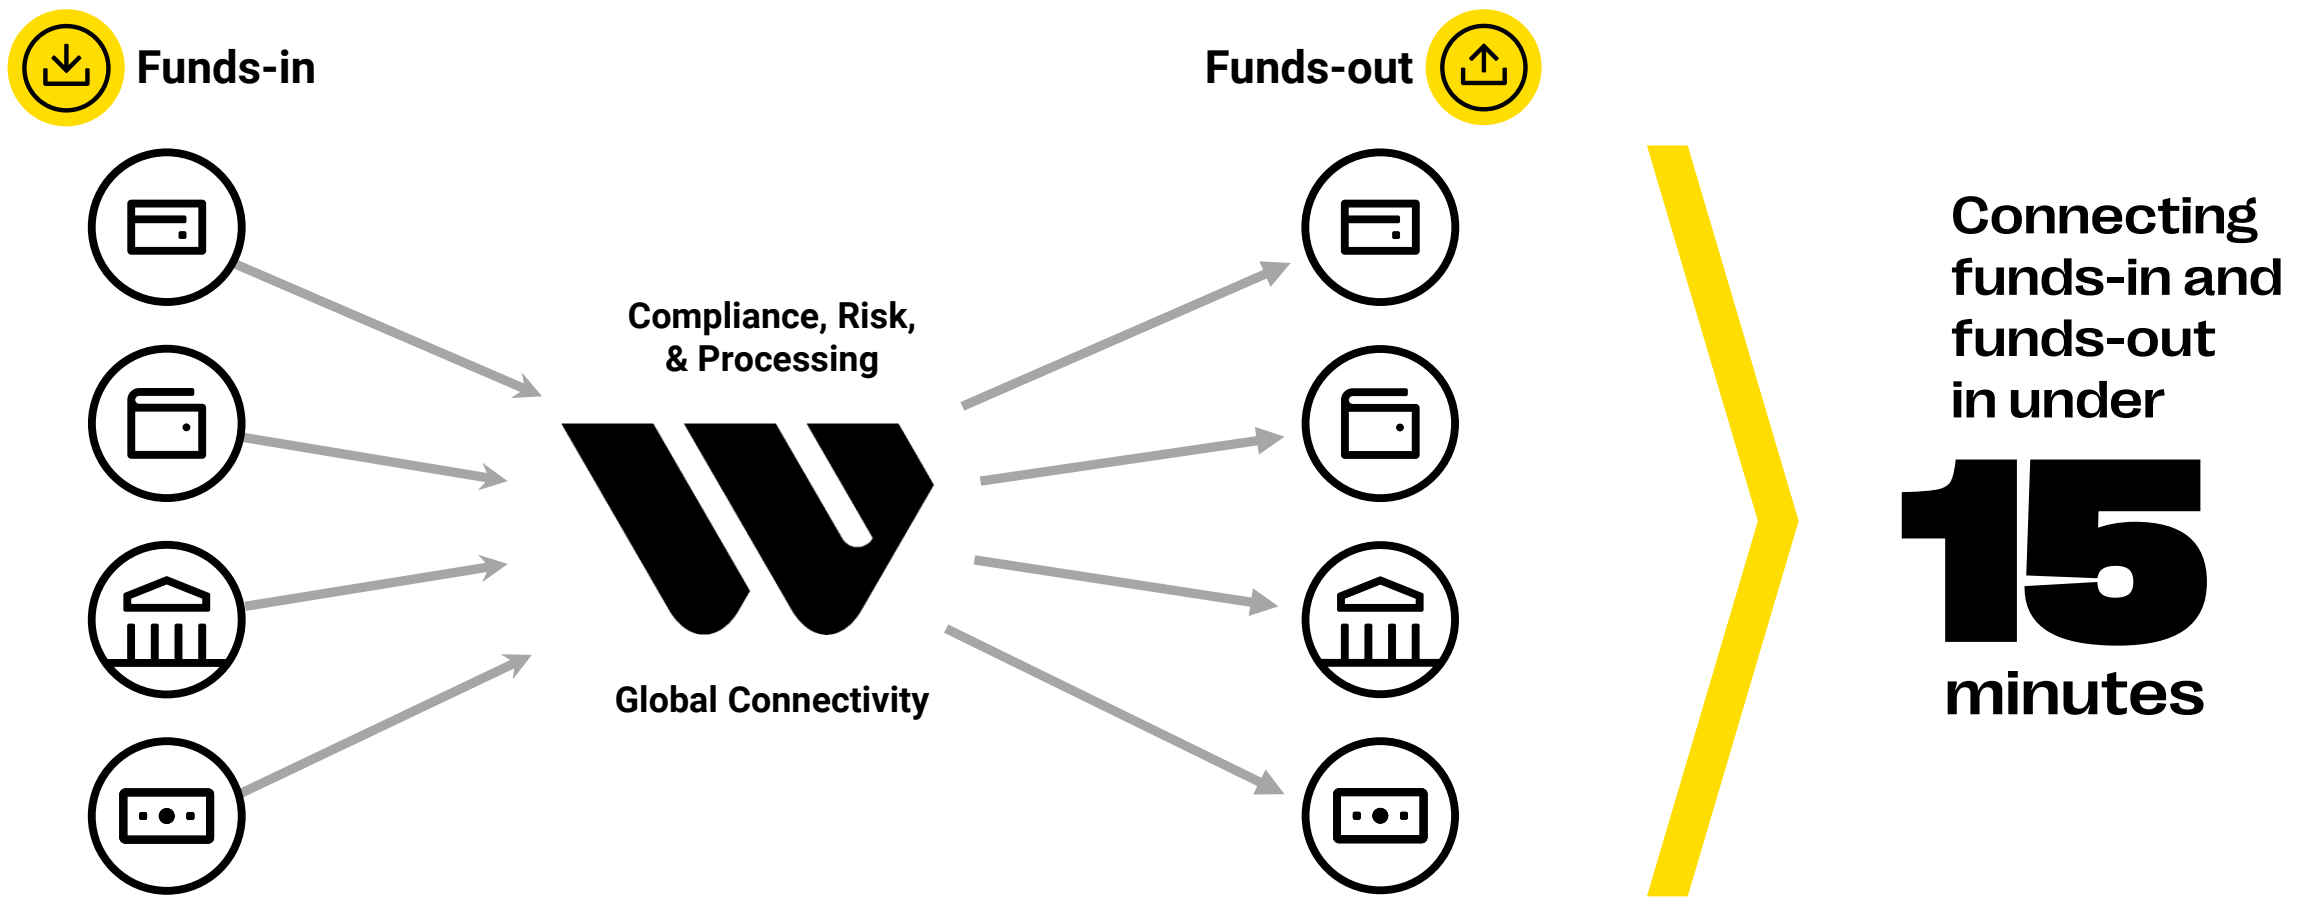 Funds-in
Funds-out
Compliance, Risk,
& Processing
Global Connectivity
Connecting
funds-in and
funds-out
in under
15
minutes